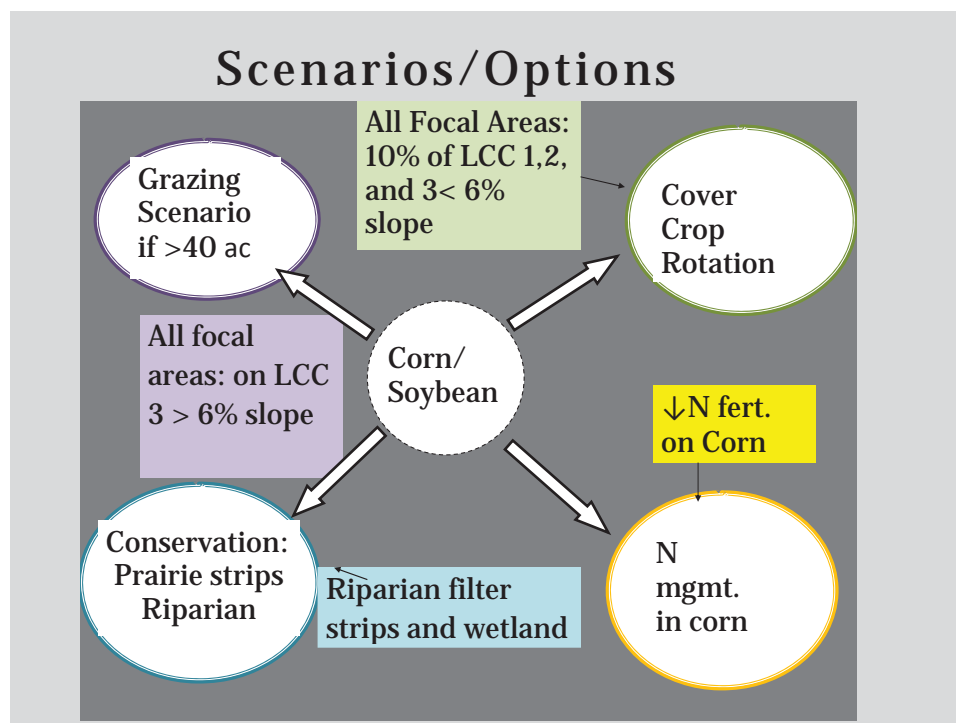 Scenarios/Options
All Focal Areas:
10% of LCC 1,2,
and 3< 6%
slope
Grazing
Scenario
if >40 ac
Cover
Crop
Rotation
All focal
areas: on LCC
3 > 6% slope
Corn/
Soybean
↓N fert.
on Corn
Conservation:
Prairie strips
Riparian
Riparian filter
strips and wetland
N
mgmt.
in corn